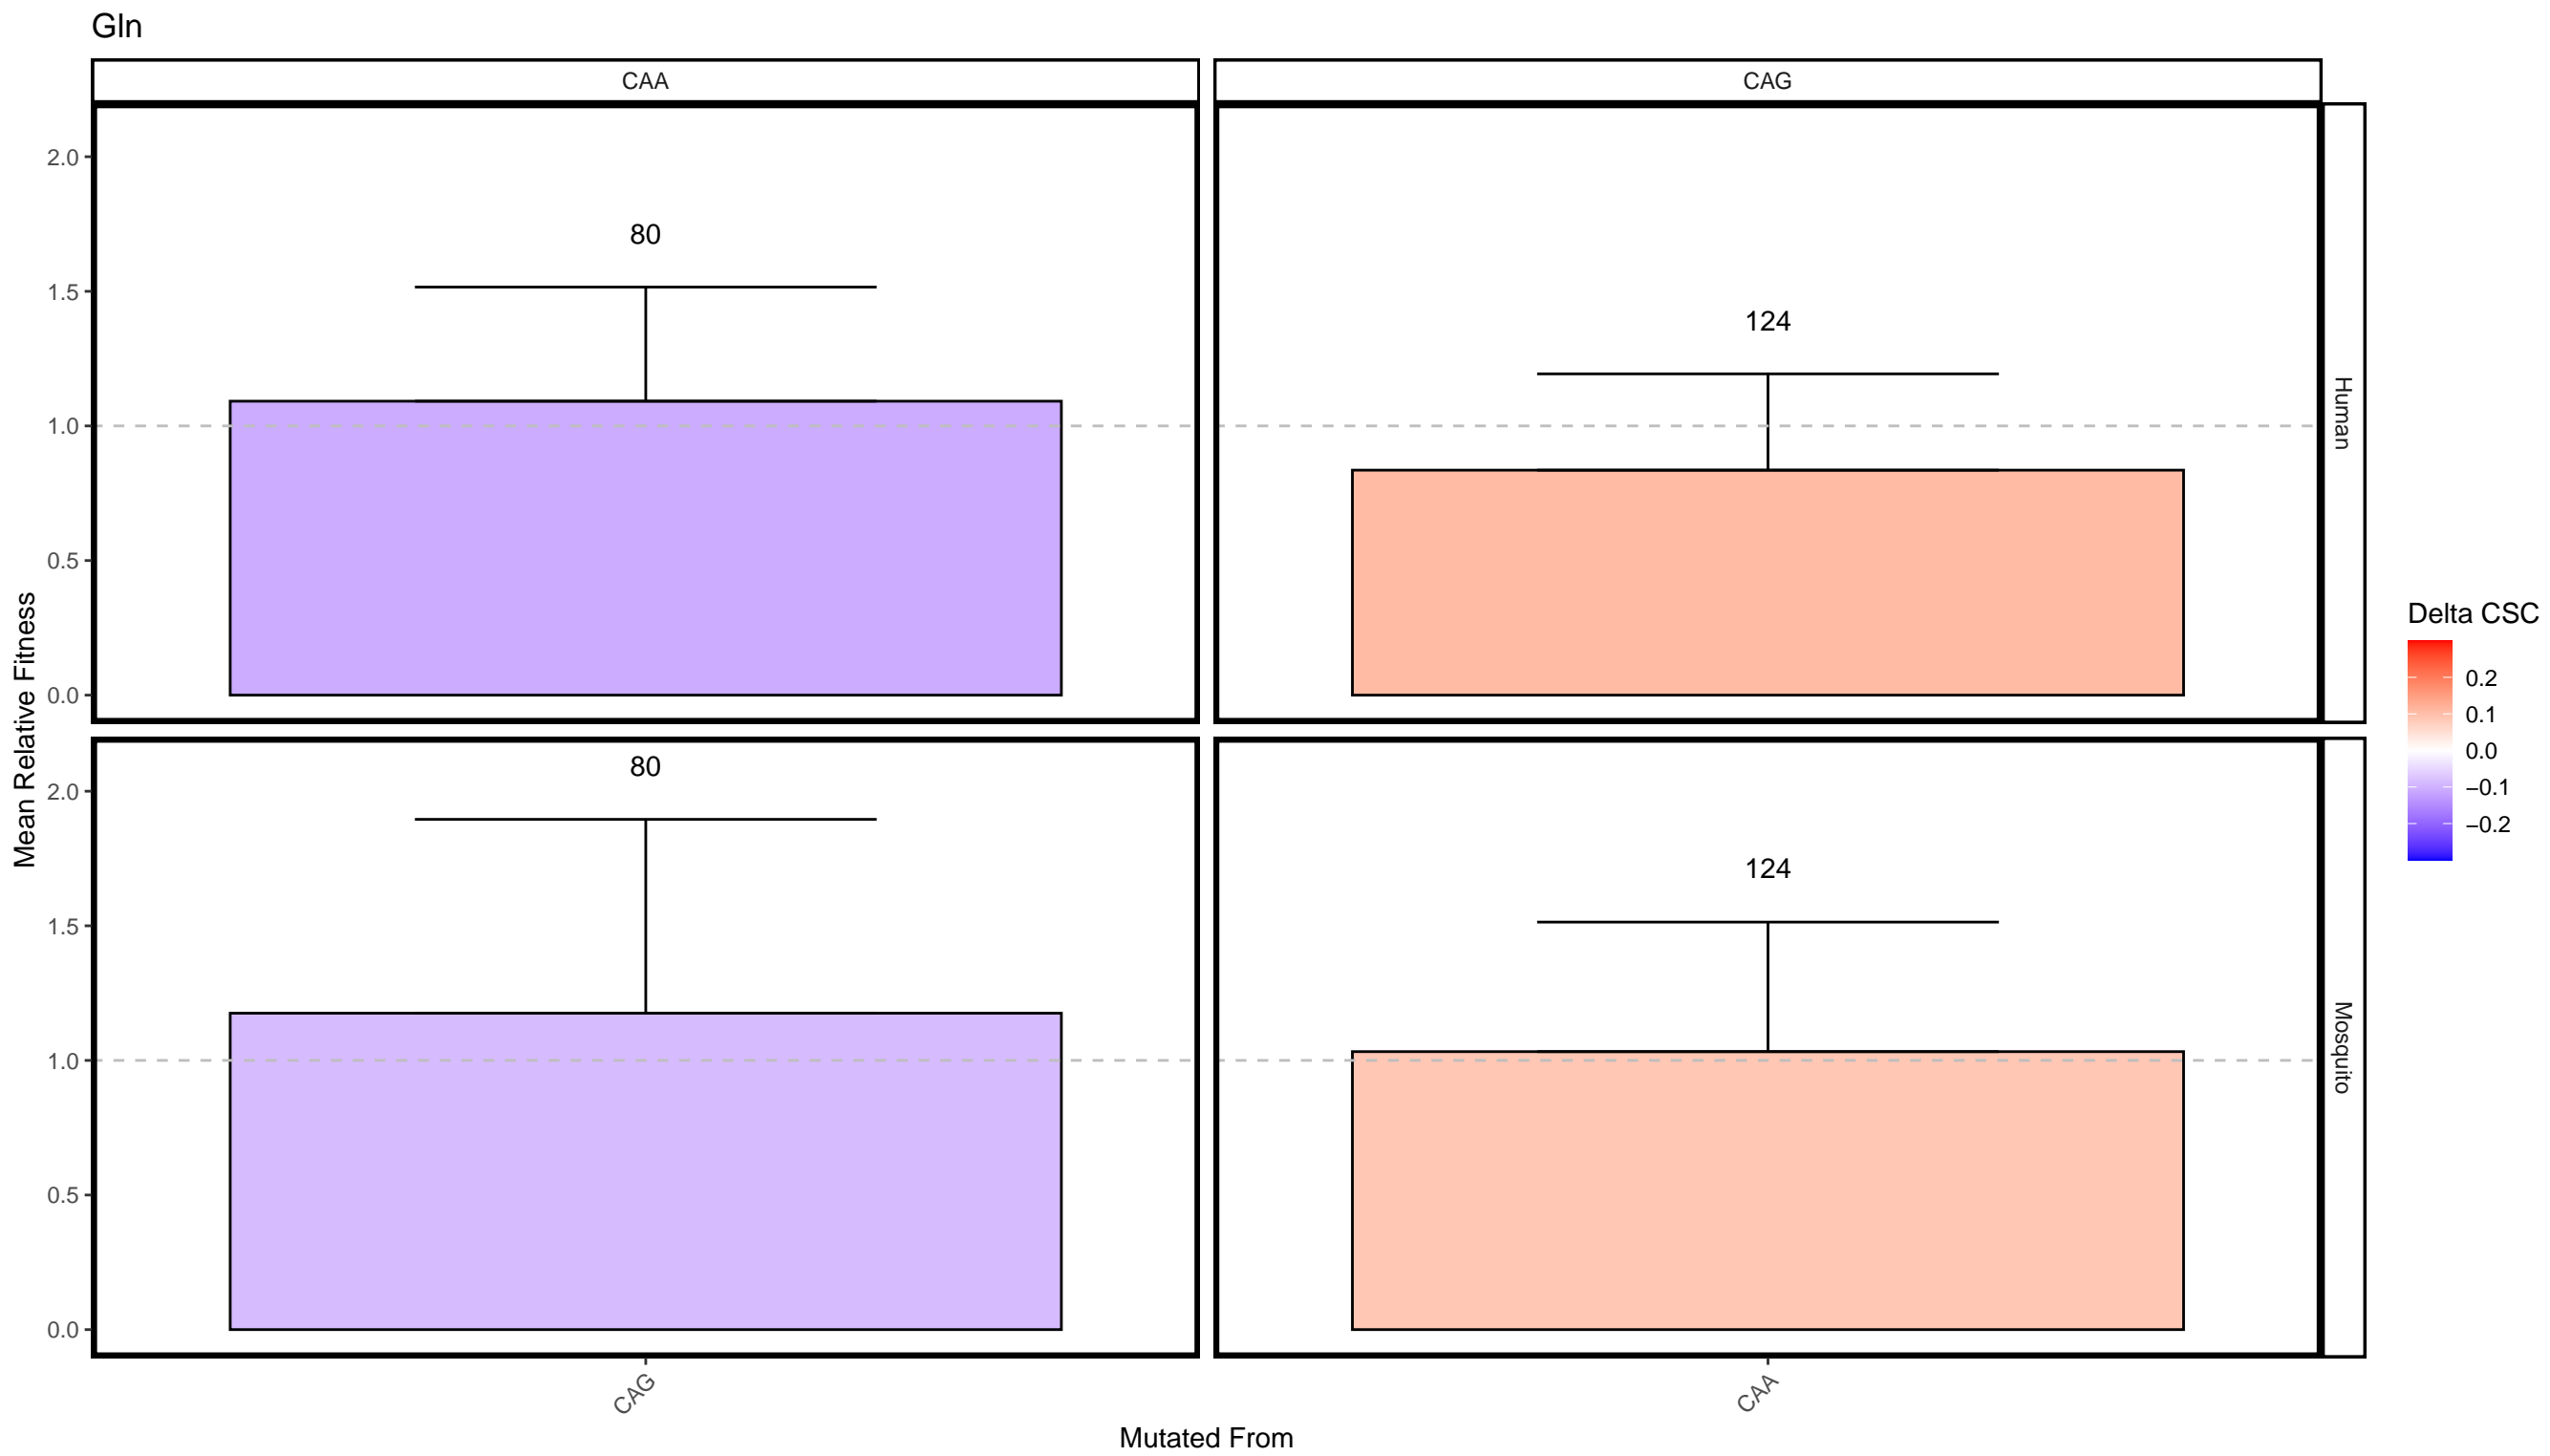 Gln
CAA
CAG
2.0
1.5
1.0
0.5
0.0
80
124
Human
2.0
1.5
1.0
0.5
0.0
80
124
Mosquito
Mean Relative Fitness
CAG
CAA
Mutated From
Delta CSC
0.2
0.1
0.0
−0.1
−0.2